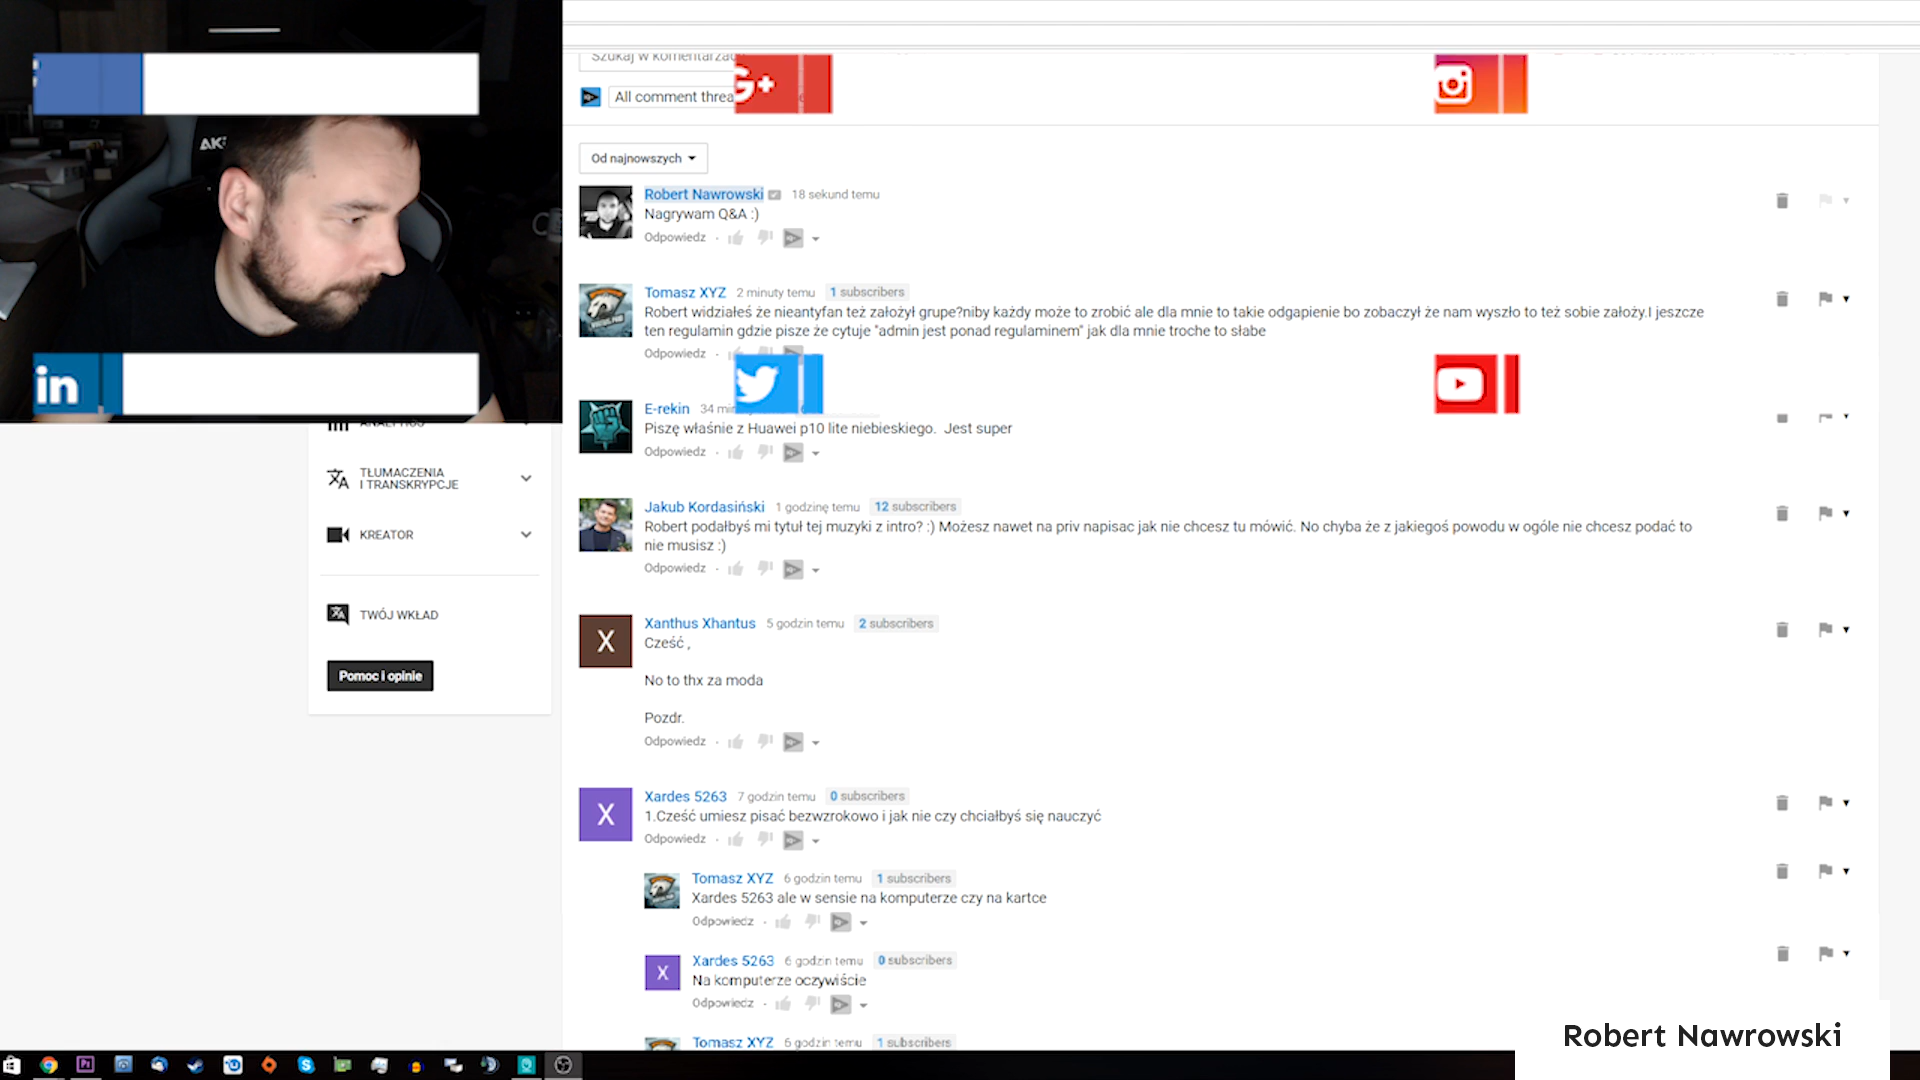 Szukaj w komentarzac
All comment threa
G+
AK
in
Od najnowszych
Robert Nawrowski 18 sekund temu
Nagrywam Q&A :)
Odpowiedz
Tomasz XYZ 2 minuty temu 1 subscribers
Robert widziałeś że nieantyfan też założył grupe?niby każdy może to zrobić ale dla mnie to takie odgapienie bo zobaczył że nam wyszło to też sobie założy.I jeszcze
ten regulamin gdzie pisze że cytuje "admin jest ponad regulaminem" jak dla mnie troche to słabe
Odpowiedz
E-rekin 34 min
Piszę właśnie z Huawei p10 lite niebieskiego. Jest super
Odpowiedz
ANALYTICS
TŁUMACZENIA
I TRANSKRYPCJE
KREATOR
TWÓJ WKŁAD
Pomoc i opinie
Jakub Kordasiński 1 godzinę temu 12 subscribers
Robert podałbyś mi tytuł tej muzyki z intro? :) Możesz nawet na priv napisac jak nie chcesz tu mówić. No chyba że z jakiegoś powodu w ogóle nie chcesz podać to
nie musisz :)
Odpowiedz
X
Xanthus Xhantus 5 godzin temu 2 subscribers
Cześć ,
No to thx za moda
Pozdr.
Odpowiedz
X
Xardes 5263 7 godzin temu 0 subscribers
1.Cześć umiesz pisać bezwzrokowo i jak nie czy chciałbyś się nauczyć
Odpowiedz
Tomasz XYZ 6 godzin temu 1 subscribers
Xardes 5263 ale w sensie na komputerze czy na kartce
Odpowiedz
X
Xardes 5263 6 godzin temu 0 subscribers
Na komputerze oczywiście
Odpowiedz
Tomasz XYZ 6 godzin temu 1 subscribers
Robert Nawrowski